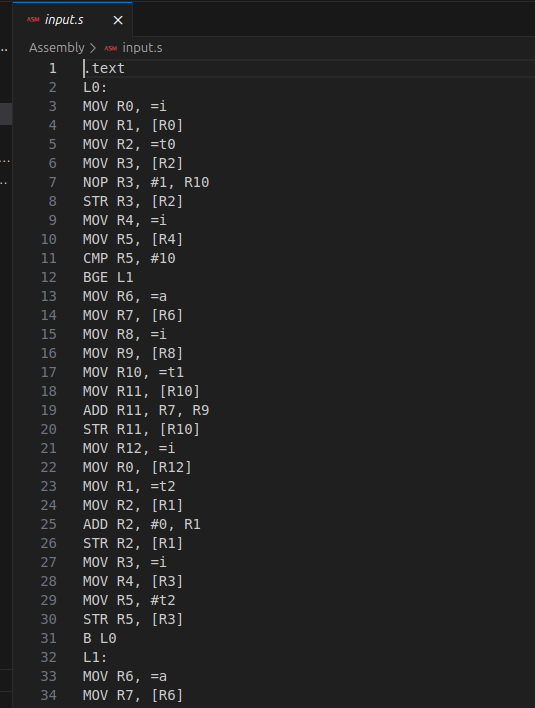 ASM input.s ×
Assembly > ASM input.s
1 .text
2 L0:
3 MOV R0, =i
4 MOV R1, [R0]
5 MOV R2, =t0
6 MOV R3, [R2]
7 NOP R3, #1, R10
8 STR R3, [R2]
9 MOV R4, =i
10 MOV R5, [R4]
11 CMP R5, #10
12 BGE L1
13 MOV R6, =a
14 MOV R7, [R6]
15 MOV R8, =i
16 MOV R9, [R8]
17 MOV R10, =t1
18 MOV R11, [R10]
19 ADD R11, R7, R9
20 STR R11, [R10]
21 MOV R12, =i
22 MOV R0, [R12]
23 MOV R1, =t2
24 MOV R2, [R1]
25 ADD R2, #0, R1
26 STR R2, [R1]
27 MOV R3, =i
28 MOV R4, [R3]
29 MOV R5, #t2
30 STR R5, [R3]
31 B L0
32 L1:
33 MOV R6, =a
34 MOV R7, [R6]